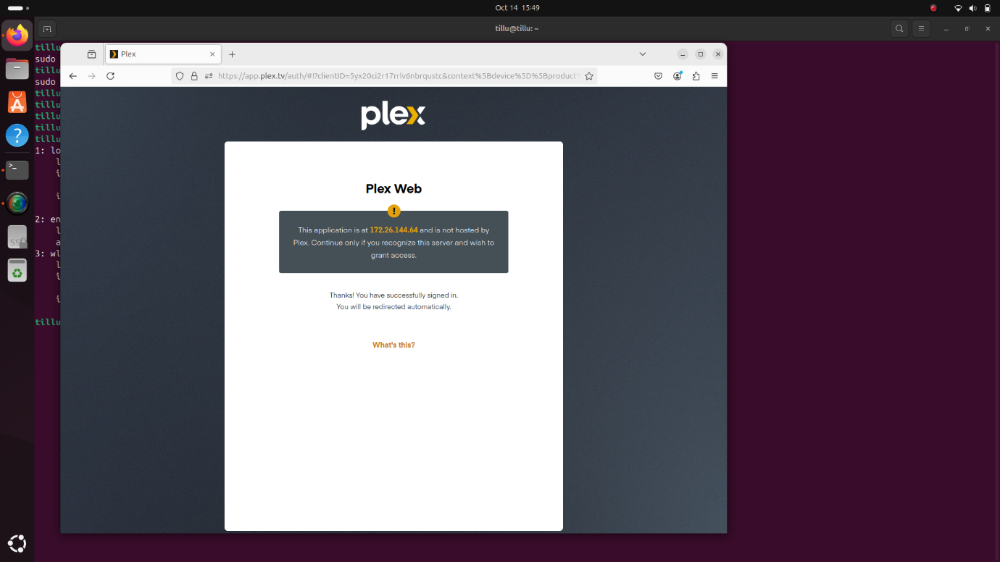 Oct 14 15:49
tillu@tillu: ~
tillu
sudo
tillu
sudo
tillu
tillu
tillu
tillu
tillu
1: lo
l
i
i
2: en
l
a
3: wl
l
i
i
tillu
Plex
https://app.plex.tv/auth/#!?clientID=5yx20ci2r17rrlv6nbrqustc&context%5Bdevice%5D%5Bproduct%
plex
Plex Web
!
This application is at 172.26.144.64 and is not hosted by
Plex. Continue only if you recognize this server and wish to
grant access.
Thanks! You have successfully signed in.
You will be redirected automatically.
What's this?
>_
SSD
?